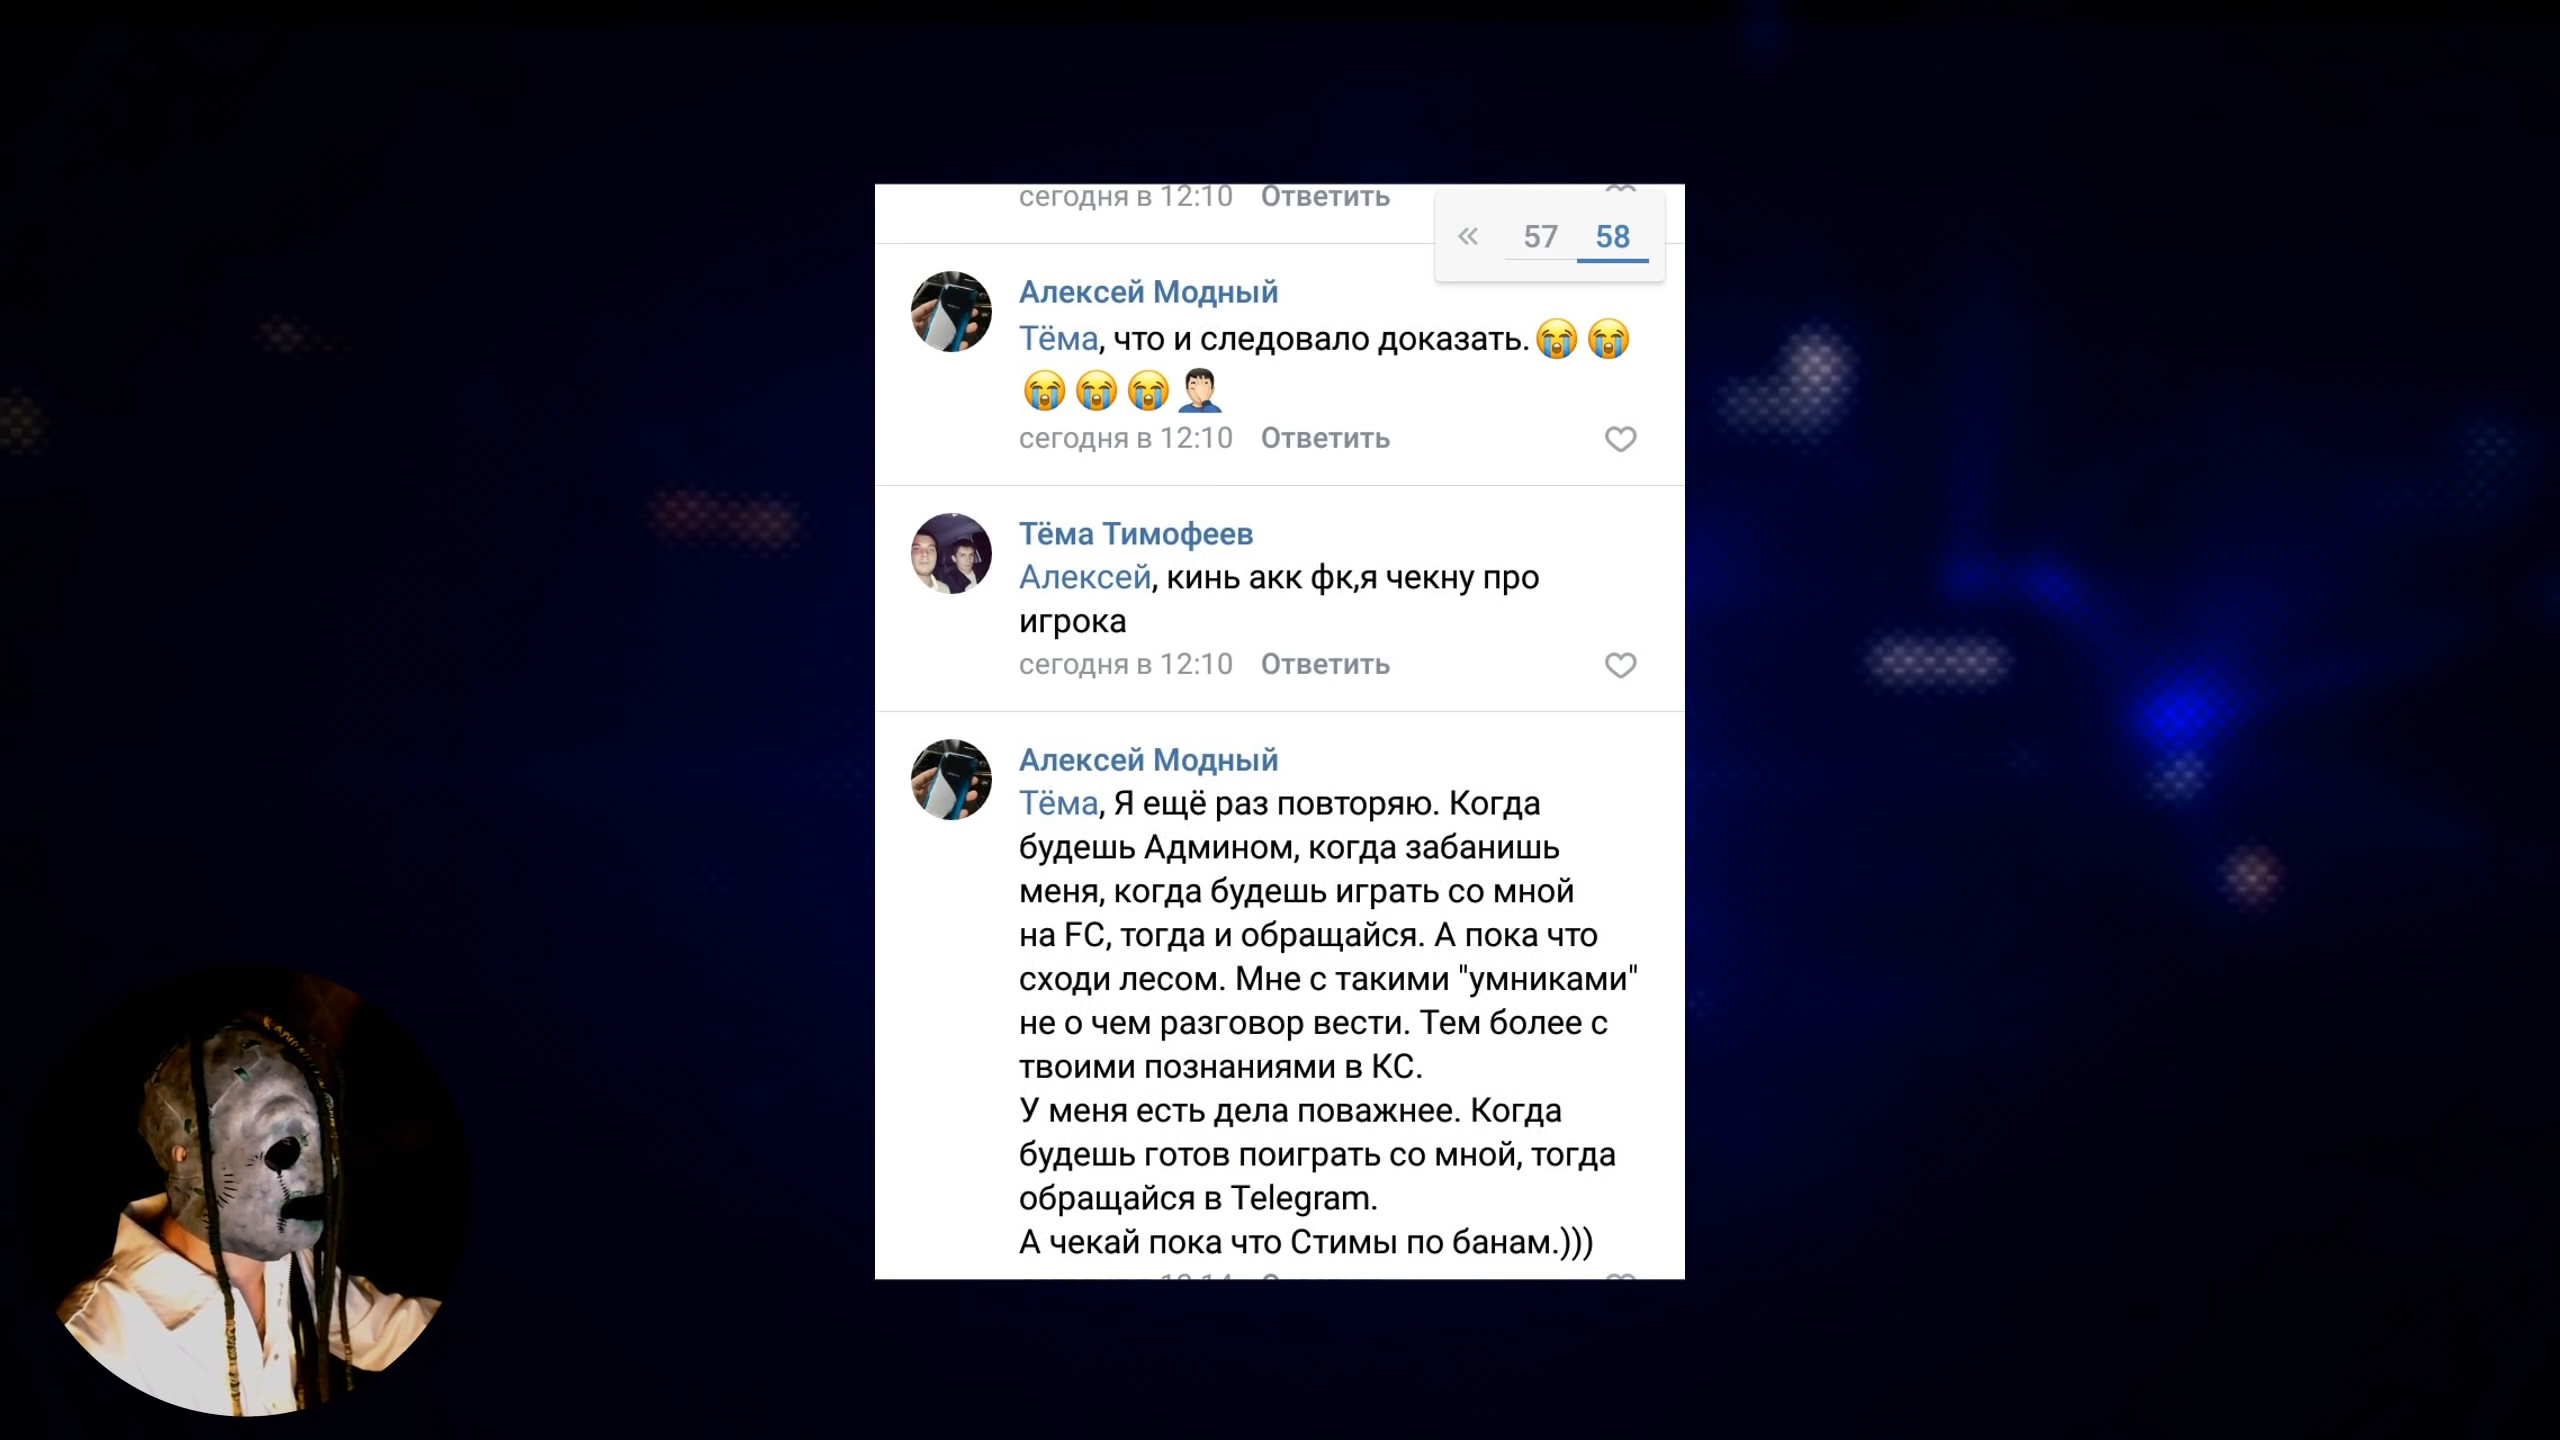 сегодня в 12:10 Ответить
« 57 58
Алексей Модный
Тёма, что и следовало доказать.😭😭
😭😭😭🤦🏻‍♂️
сегодня в 12:10 Ответить
Тёма Тимофеев
Алексей, кинь акк фк,я чекну про
игрока
сегодня в 12:10 Ответить
Алексей Модный
Тёма, Я ещё раз повторяю. Когда
будешь Админом, когда забанишь
меня, когда будешь играть со мной
на FC, тогда и обращайся. А пока что
сходи лесом. Мне с такими "умниками"
не о чем разговор вести. Тем более с
твоими познаниями в КС.
У меня есть дела поважнее. Когда
будешь готов поиграть со мной, тогда
обращайся в Telegram.
А чекай пока что Стимы по банам.)))